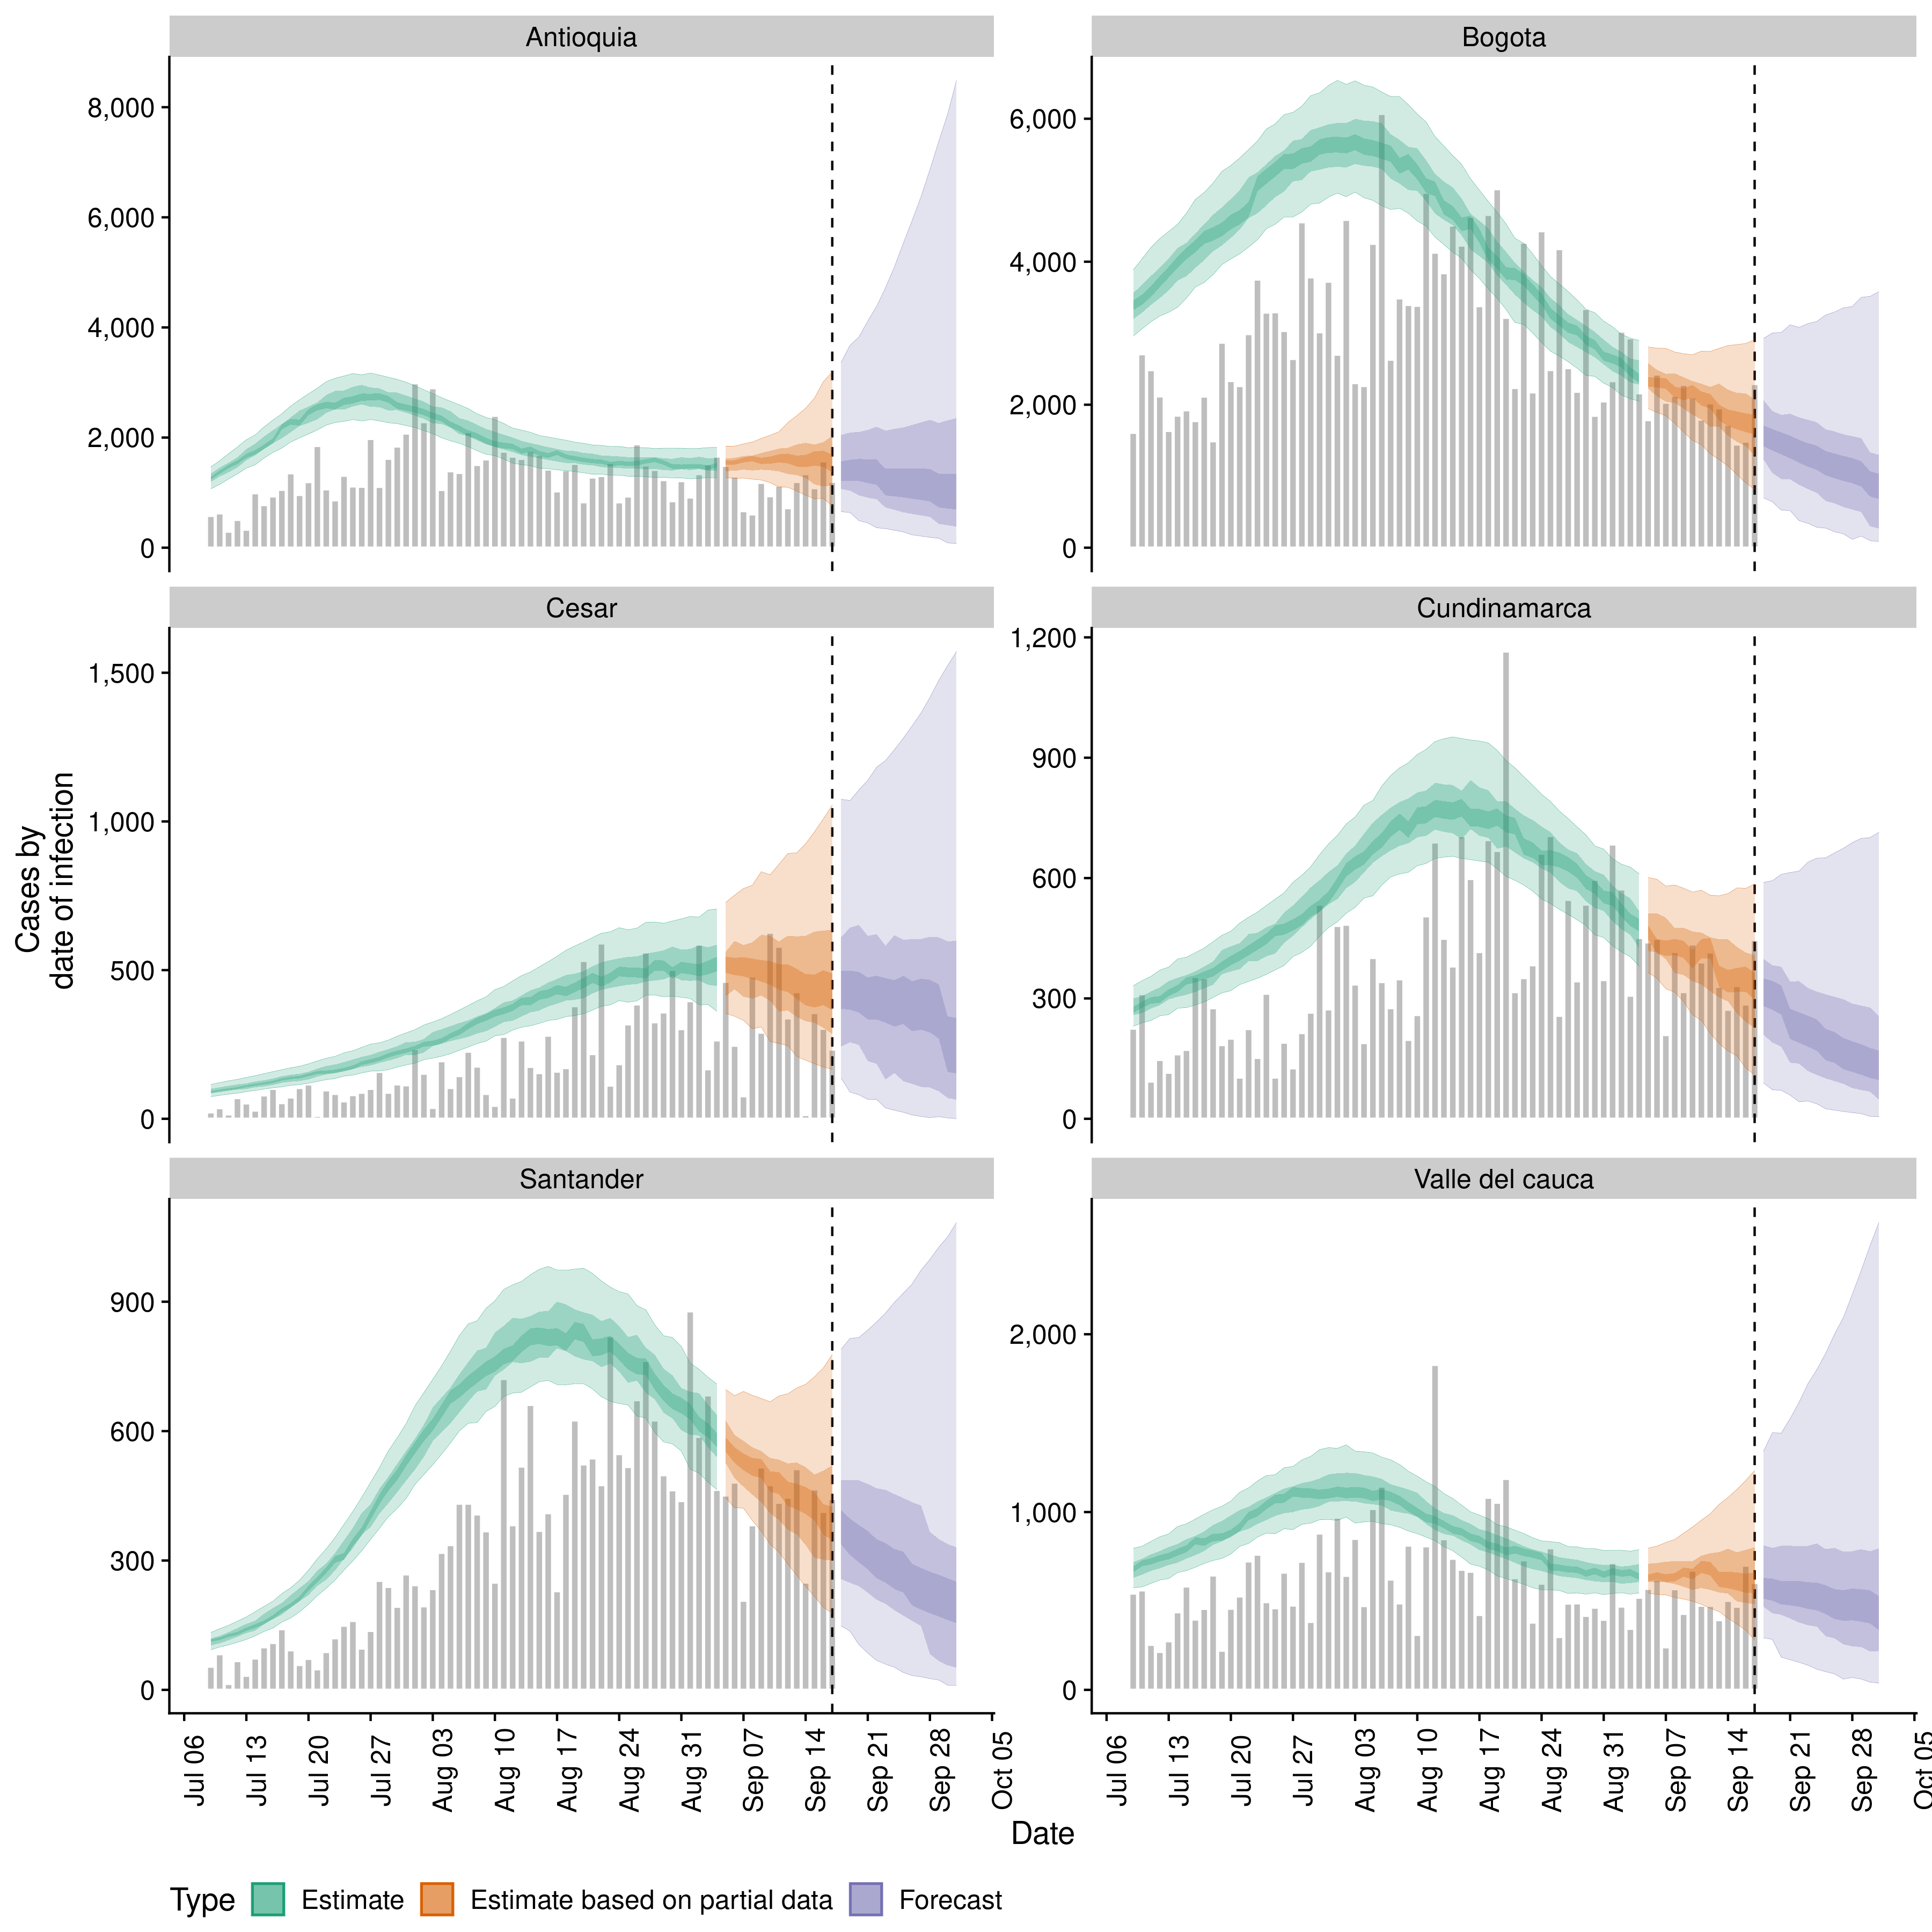 Antioquia
Bogota
8,000
6,000
4,000
2,000
0
6,000
4,000
2,000
0
Cesar
Cundinamarca
1,500
1,000
500
0
1,200
900
600
300
0
Cases by
date of infection
Santander
Valle del cauca
900
600
300
0
2,000
1,000
0
Jul 06
Jul 13
Jul 20
Jul 27
Aug 03
Aug 10
Aug 17
Aug 24
Aug 31
Sep 07
Sep 14
Sep 21
Sep 28
Oct 05
Jul 06
Jul 13
Jul 20
Jul 27
Aug 03
Aug 10
Aug 17
Aug 24
Aug 31
Sep 07
Sep 14
Sep 21
Sep 28
Oct 05
Date
Type Estimate Estimate based on partial data Forecast